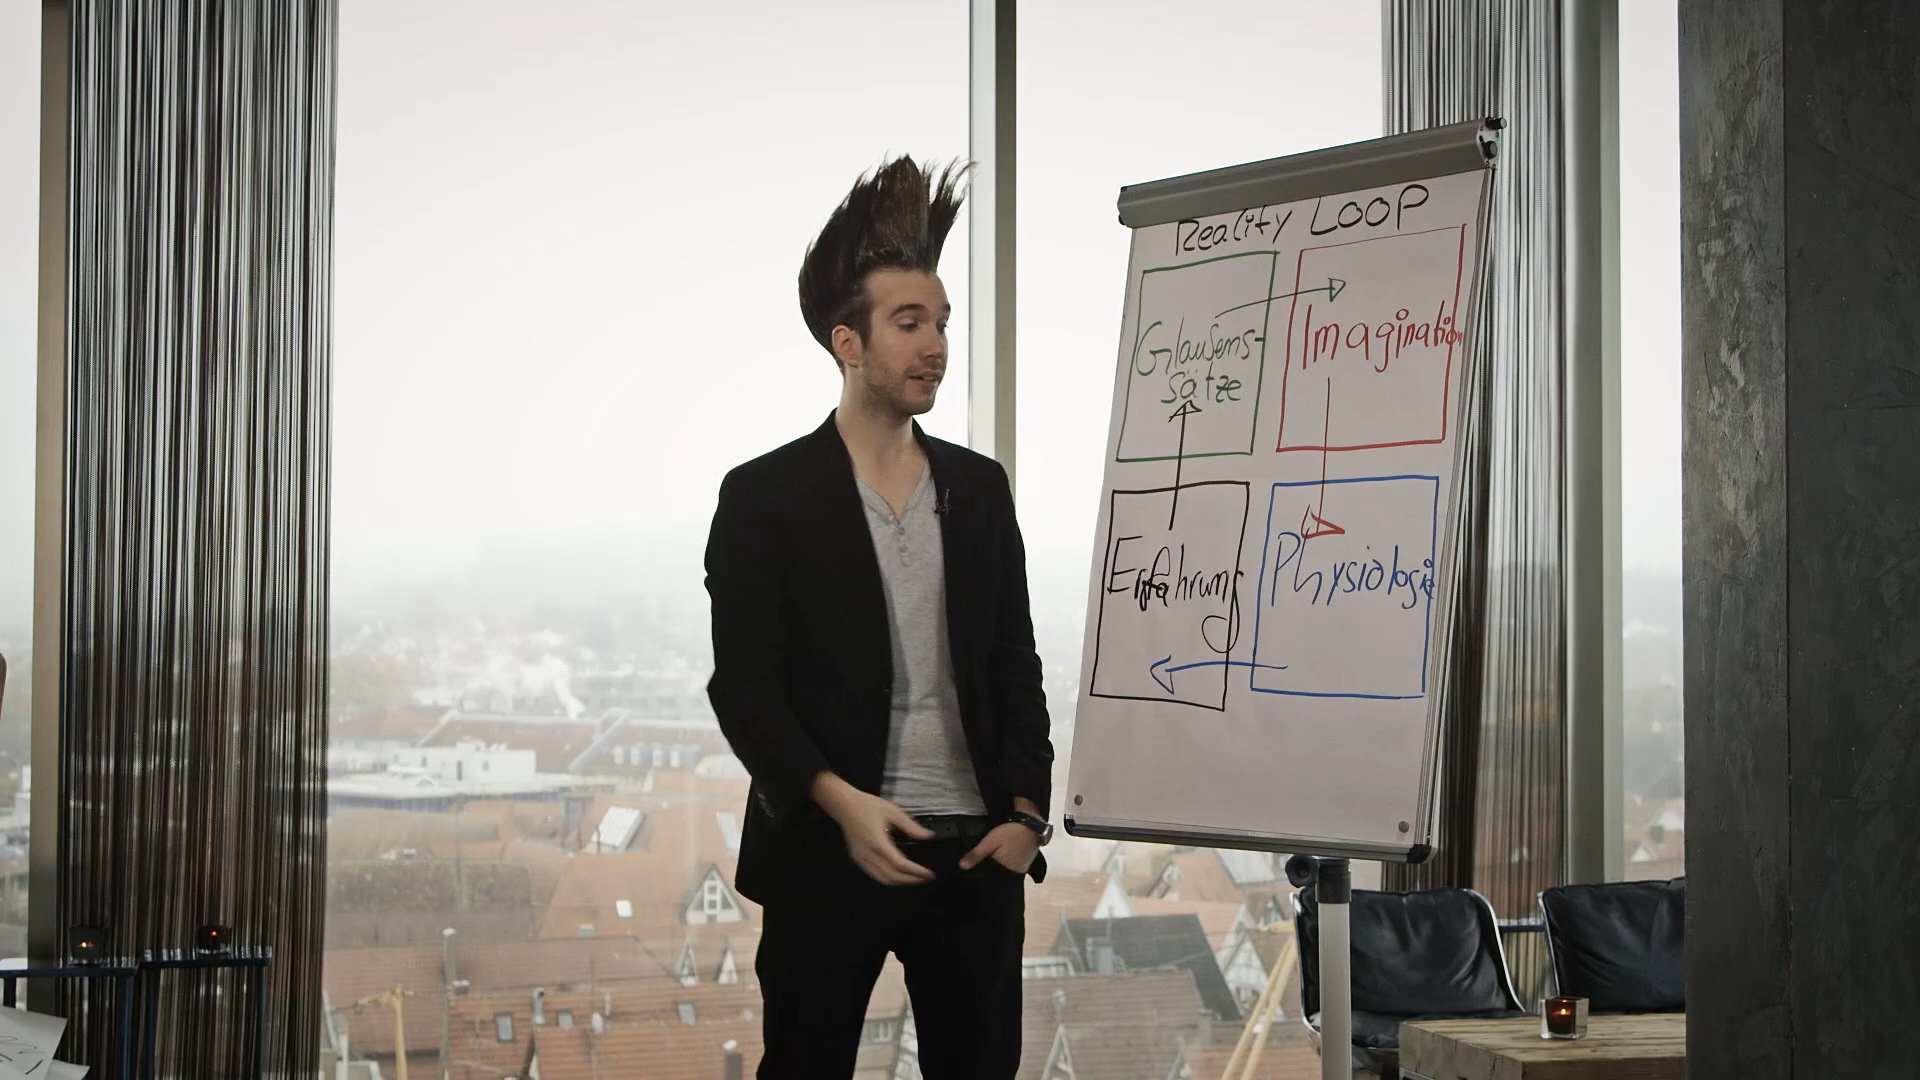 Reality LOOP
Glaubens-
sätze
Imagination
Erfahrung
Physiologie